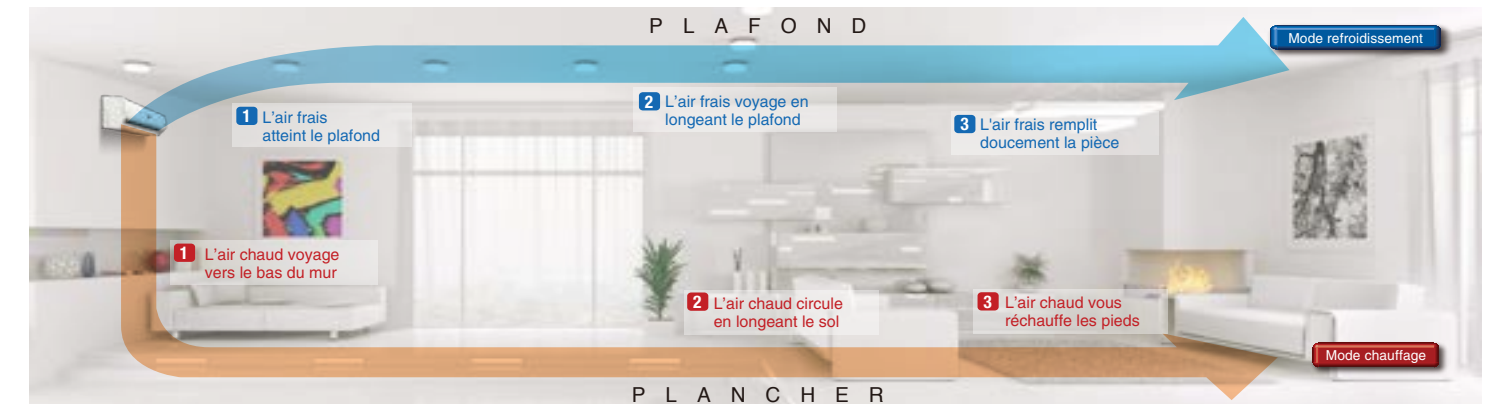 PLAFOND
Mode refroidissement
1 L'air frais
atteint le plafond
2 L'air frais voyage en
longeant le plafond
3 L'air frais remplit
doucement la pièce
1 L'air chaud voyage
vers le bas du mur
2 L'air chaud circule
en longeant le sol
3 L'air chaud vous
réchauffe les pieds
Mode chauffage
PLANCHER